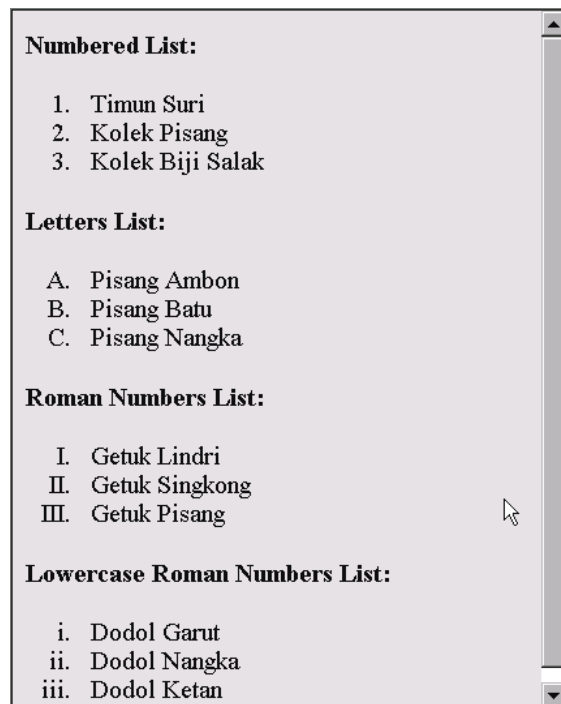 Numbered List:
1. Timun Suri
2. Kolek Pisang
3. Kolek Biji Salak
Letters List:
A. Pisang Ambon
B. Pisang Batu
C. Pisang Nangka
Roman Numbers List:
I. Getuk Lindri
II. Getuk Singkong
III. Getuk Pisang
Lowercase Roman Numbers List:
i. Dodol Garut
ii. Dodol Nangka
iii. Dodol Ketan